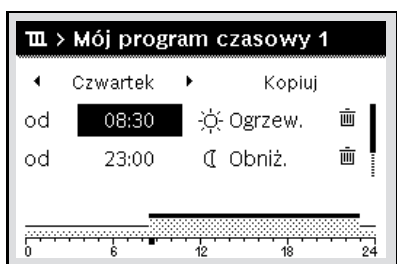 > Mój program czasowy 1
Czwartek Kopiuj
od 08:30 Ogrzew.
od 23:00 Obniż.
0 6 12 18 24